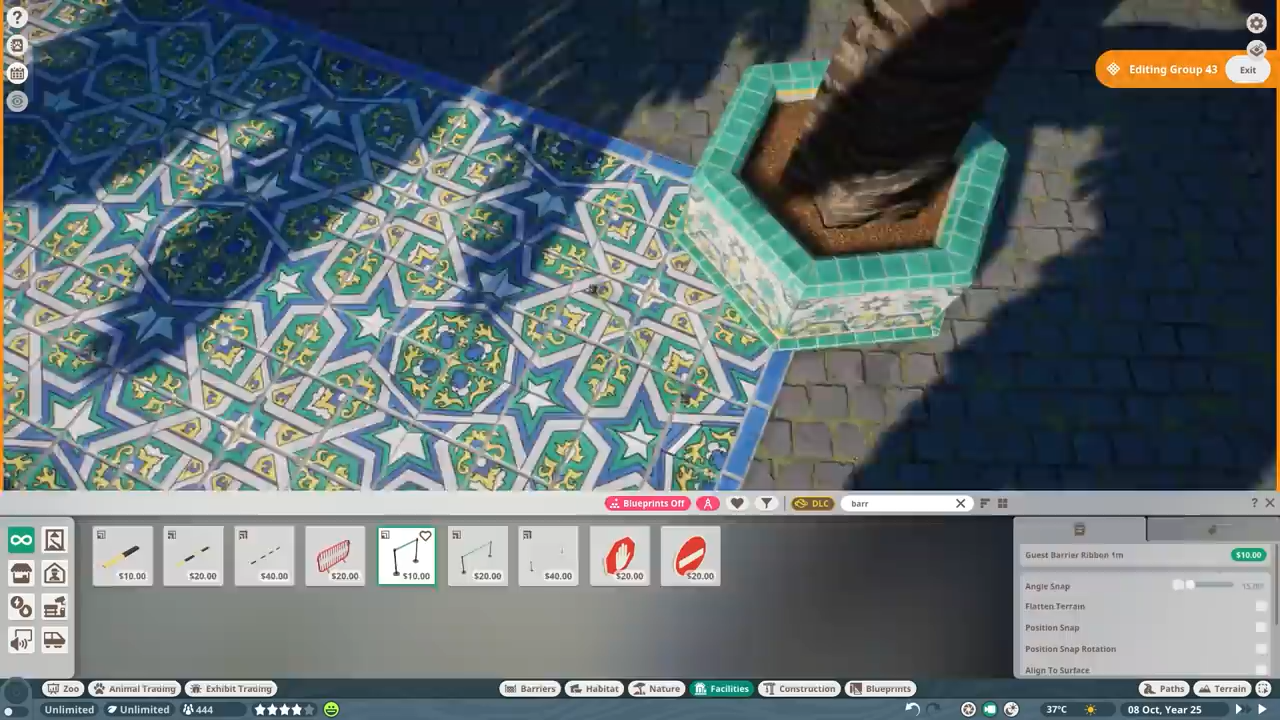 ?
Editing Group 43
Exit
Blueprints Off
DLC
barr
?
$10.00
$20.00
$40.00
$20.00
$10.00
$20.00
$40.00
$20.00
$20.00
Guest Barrier Ribbon 1m
$10.00
Angle Snap
Flatten Terrain
Position Snap
Position Snap Rotation
Align To Surface
Zoo
Animal Trading
Exhibit Trading
Barriers
Habitat
Nature
Facilities
Construction
Blueprints
Paths
Terrain
Unlimited
Unlimited
444
37°C
08 Oct, Year 25